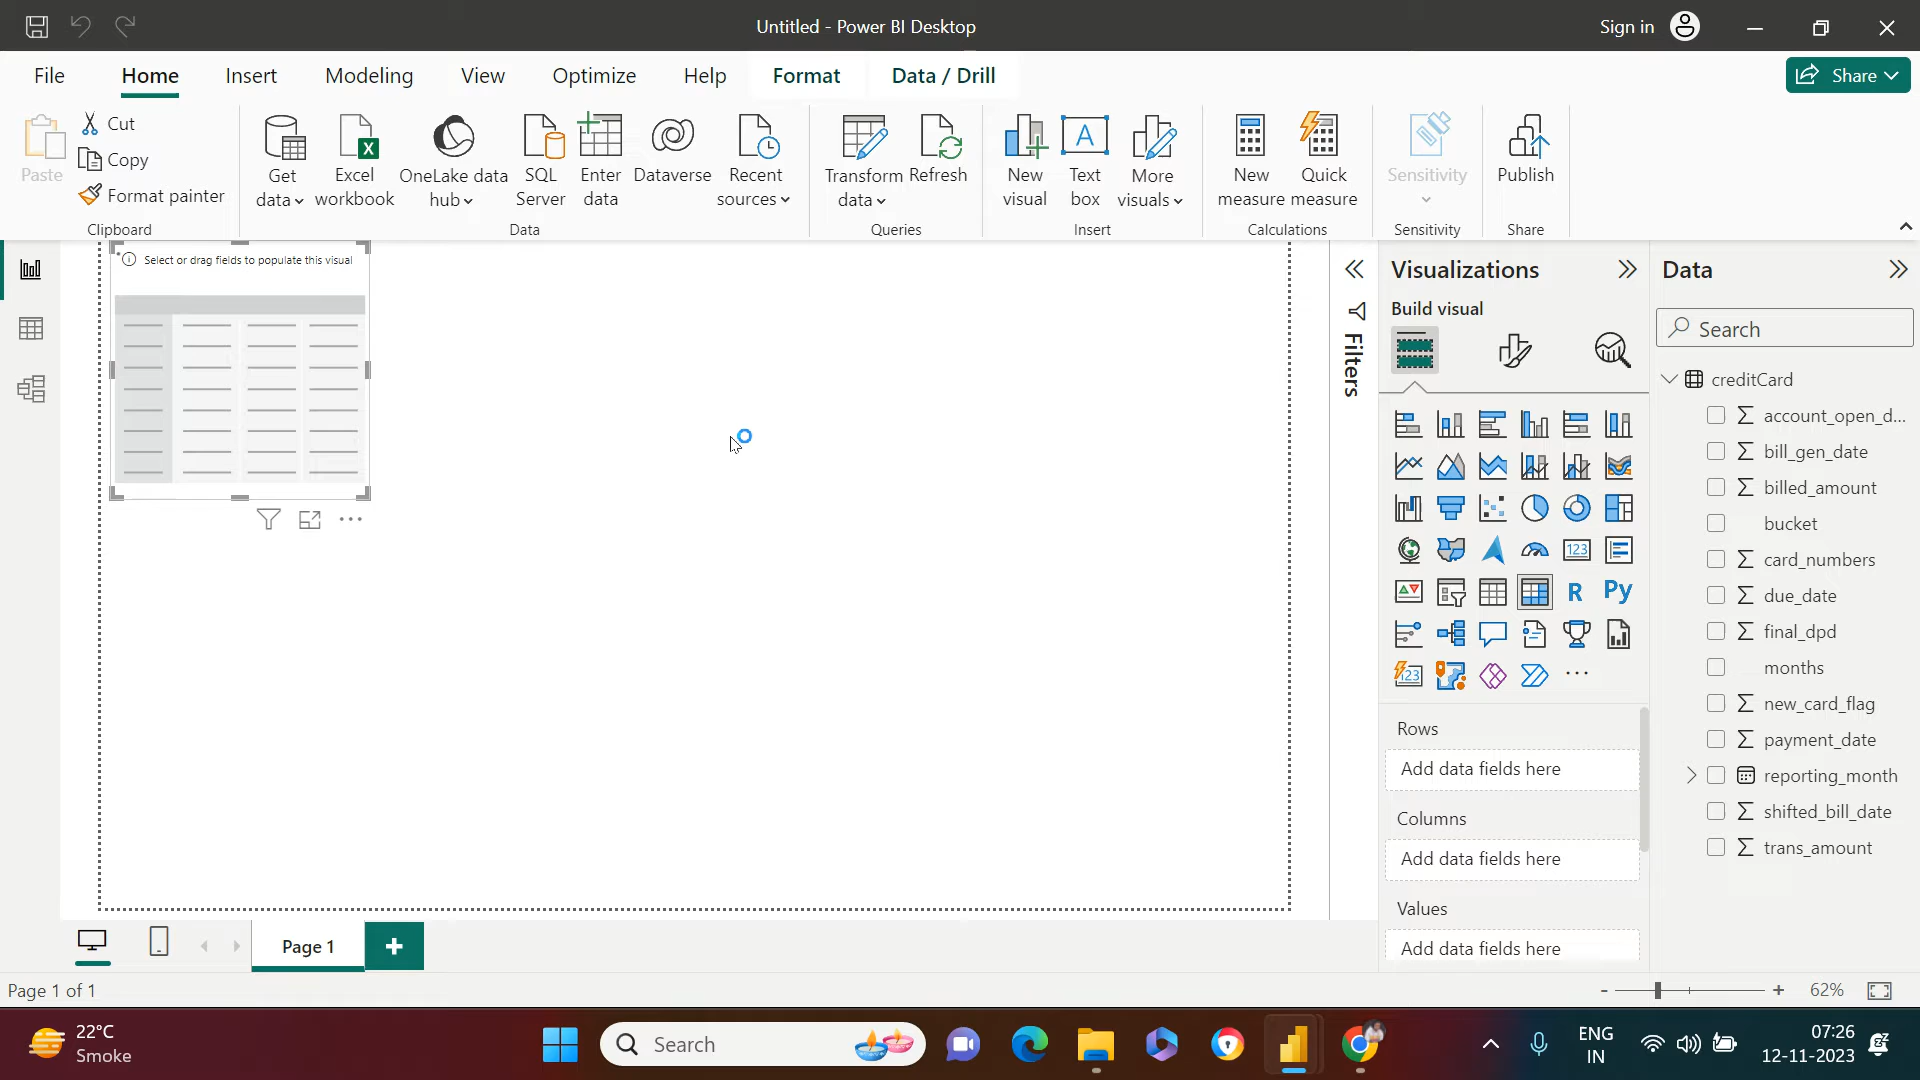 Untitled - Power BI Desktop
Sign in
File
Home
Insert
Modeling
View
Optimize
Help
Format
Data / Drill
Share
Paste
Cut
Copy
Format painter
Get
data
Excel
workbook
OneLake data
hub
SQL
Server
Enter
data
Dataverse
Recent
sources
Transform
data
Refresh
New
visual
A
Text
box
More
visuals
New
measure
Quick
measure
Sensitivity
Publish
Clipboard
Data
Queries
Insert
Calculations
Sensitivity
Share
Select or drag fields to populate this visual
Filters
Visualizations
Build visual
123
R
Py
123
Rows
Add data fields here
Columns
Add data fields here
Values
Add data fields here
Data
Search
creditCard
account_open_d...
bill_gen_date
billed_amount
bucket
card_numbers
due_date
final_dpd
months
new_card_flag
payment_date
reporting_month
shifted_bill_date
trans_amount
Page 1
Page 1 of 1
62%
22°C
Smoke
Search
ENG
IN
07:26
12-11-2023